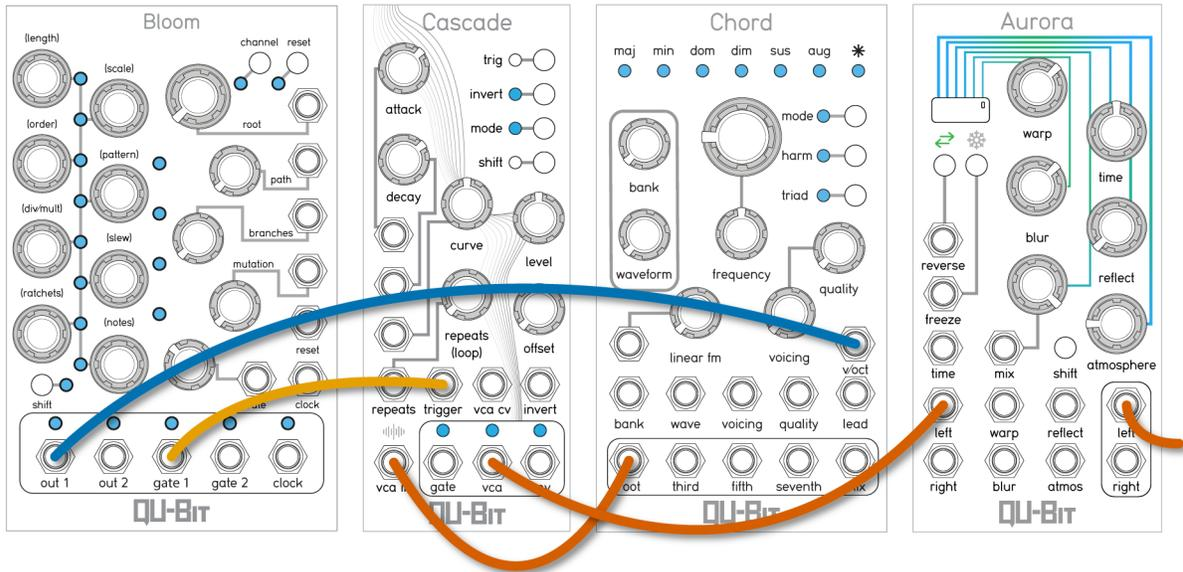 Bloom
(length)
(scale)
channel
reset
(order)
root
(pattern)
path
(div/mult)
branches
(slew)
mutation
(ratchets)
(notes)
reset
shift
clock
out 1
out 2
gate 1
gate 2
clock
QU-BIT
Cascade
trig
attack
invert
mode
shift
decay
curve
level
repeats
(loop)
offset
repeats
trigger
vca cv
invert
gate
vca
QU-BIT
Chord
maj
min
dom
dim
sus
aug
*
mode
harm
bank
triad
waveform
frequency
quality
linear fm
voicing
v/oct
bank
wave
voicing
quality
lead
root
third
fifth
seventh
mix
QU-BIT
Aurora
warp
time
blur
reverse
reflect
freeze
time
mix
shift
atmosphere
left
warp
reflect
left
right
blur
atmos
right
QU-BIT